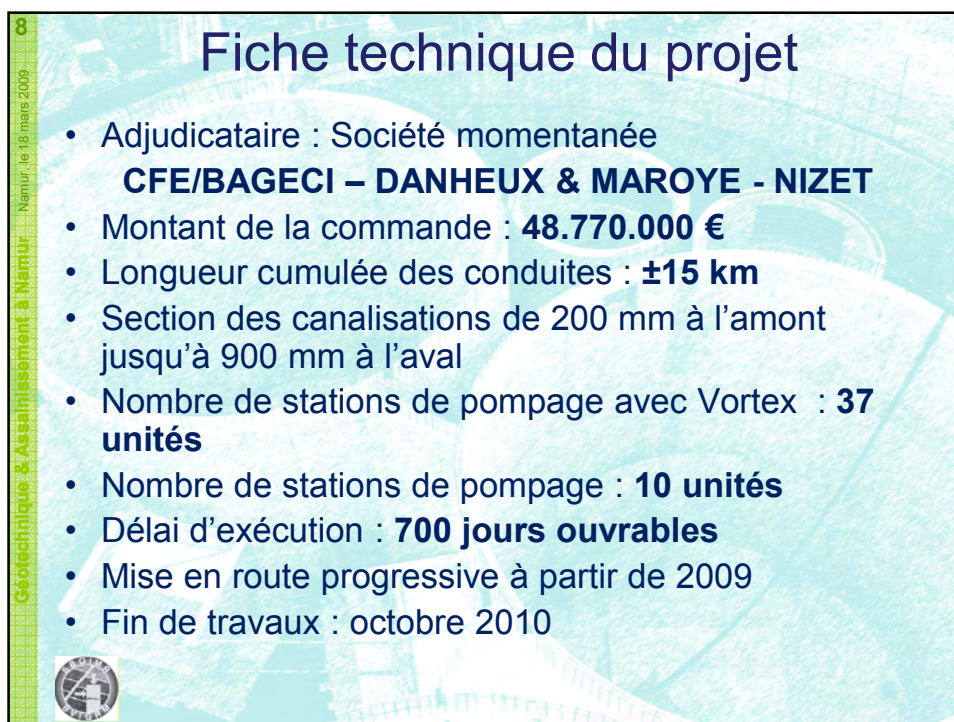 8
Fiche technique du projet
• Adjudicataire : Société momentanée
CFE/BAGECI – DANHEUX & MAROYE - NIZET
• Montant de la commande : 48.770.000 €
• Longueur cumulée des conduites : ±15 km
• Section des canalisations de 200 mm à l’amont
jusqu’à 900 mm à l’aval
• Nombre de stations de pompage avec Vortex : 37
unités
• Nombre de stations de pompage : 10 unités
• Délai d’exécution : 700 jours ouvrables
• Mise en route progressive à partir de 2009
• Fin de travaux : octobre 2010
Géotechnique & Assainissement à Namur Namur, le 18 mars 2009